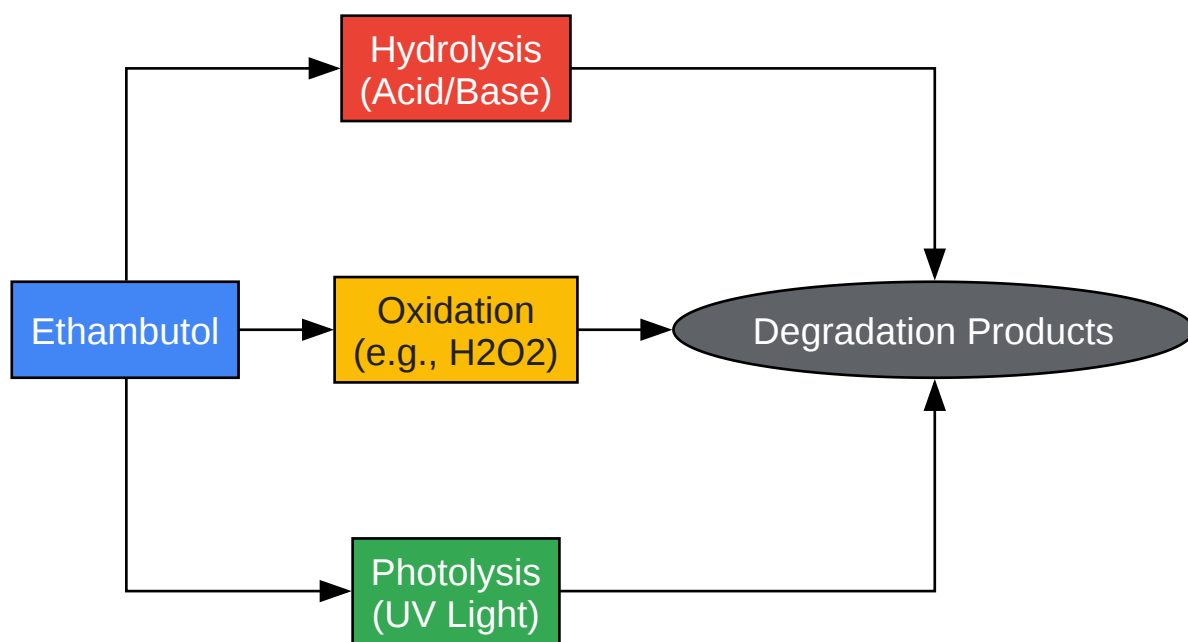 Hydrolysis
(Acid/Base)
Ethambutol
Oxidation
(e.g., H2O2)
Degradation Products
Photolysis
(UV Light)